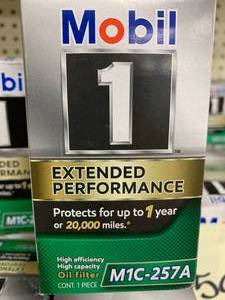 Mobil
1
EXTENDED
PERFORMANCE
Protects for up to 1 year
or 20,000 miles.*
High efficiency
High capacity
Oil filter
CONT. 1 PIECE
M1C-257A